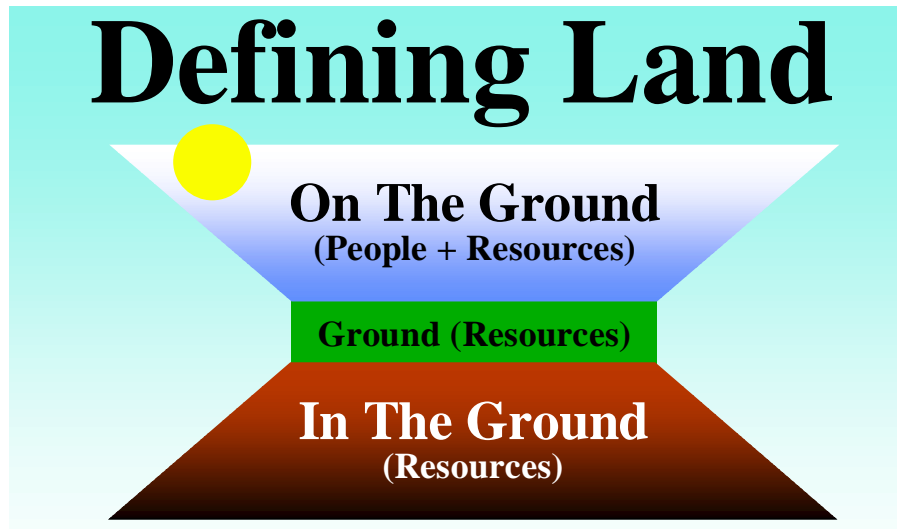 Defining Land
On The Ground
(People + Resources)
Ground (Resources)
In The Ground
(Resources)